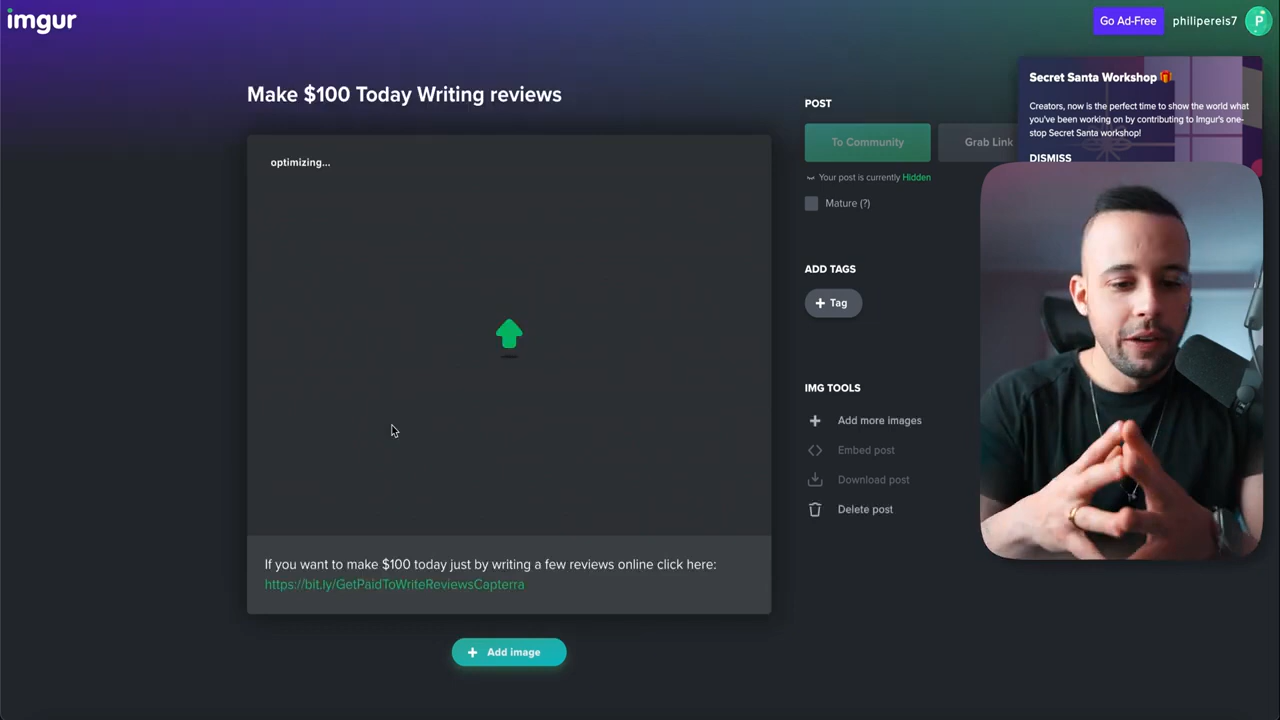 imgur
Go Ad-Free
philipereis7
P
Secret Santa Workshop 🎁
Creators, now is the perfect time to show the world what
you've been working on by contributing to Imgur's one-
stop Secret Santa workshop!
DISMISS
Make $100 Today Writing reviews
POST
To Community
Grab Link
Your post is currently Hidden
Mature (?)
optimizing...
ADD TAGS
+ Tag
IMG TOOLS
Add more images
Embed post
Download post
Delete post
If you want to make $100 today just by writing a few reviews online click here:
https://bit.ly/GetPaidToWriteReviewsCapterra
+ Add image